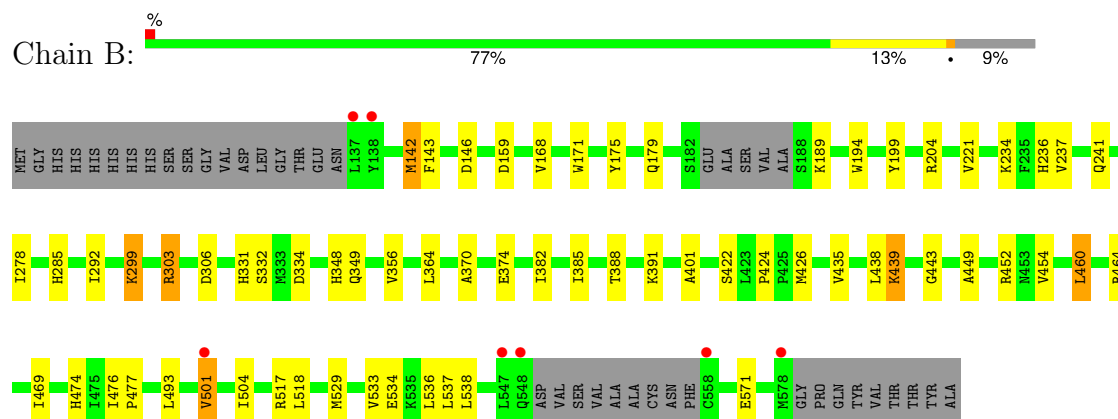 %
Chain B:
77% 13% • 9%
MET GLY HIS HIS HIS HIS HIS HIS SER SER GLY VAL ASP LEU GLY THR GLU ASN L137 Y138 M142 F143 D146 D159 V168 W171 Y175 Q179 S182 GLU ALA SER VAL ALA S188 K189 W194 Y199 R204 V221 K234 F235 H236 V237 Q241
I278 H285 I292 K299 R303 D306 H331 S332 M333 D334 H348 Q349 V356 L364 A370 E374 I382 I385 T388 K391 A401 S422 L423 P424 P425 M426 V435 L438 K439 G443 A449 R452 N453 V454 L460
I469 H474 I475 I476 P477 L493 V501 I504 R517 L518 M529 V533 E534 K535 L536 L537 L538 L547 Q548 ASP VAL SER VAL ALA ALA CYS ASN PHE C558 E571 M578 GLY PRO GLN TYR VAL THR THR TYR ALA